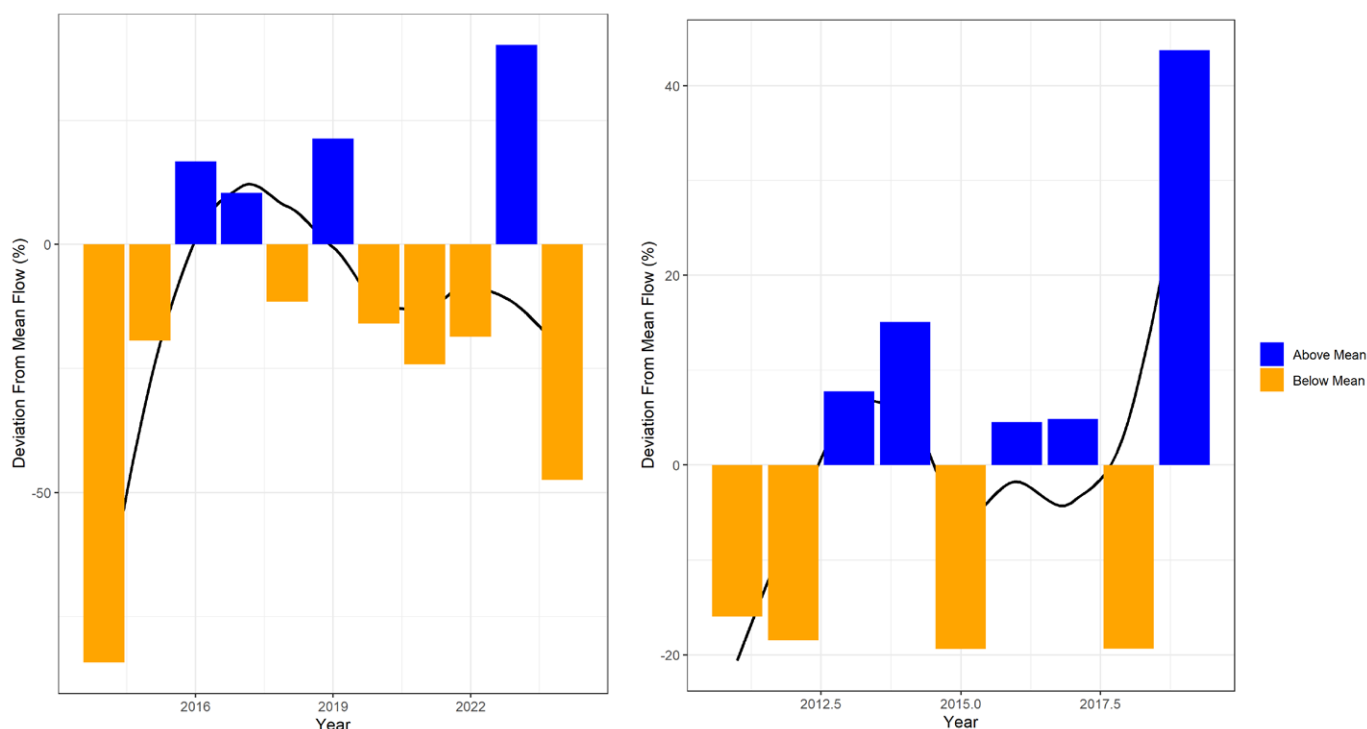 Deviation From Mean Flow (%)
0
-50
2016
2019
2022
Year
Deviation From Mean Flow (%)
40
20
0
-20
2012.5
2015.0
2017.5
Year
Above Mean
Below Mean